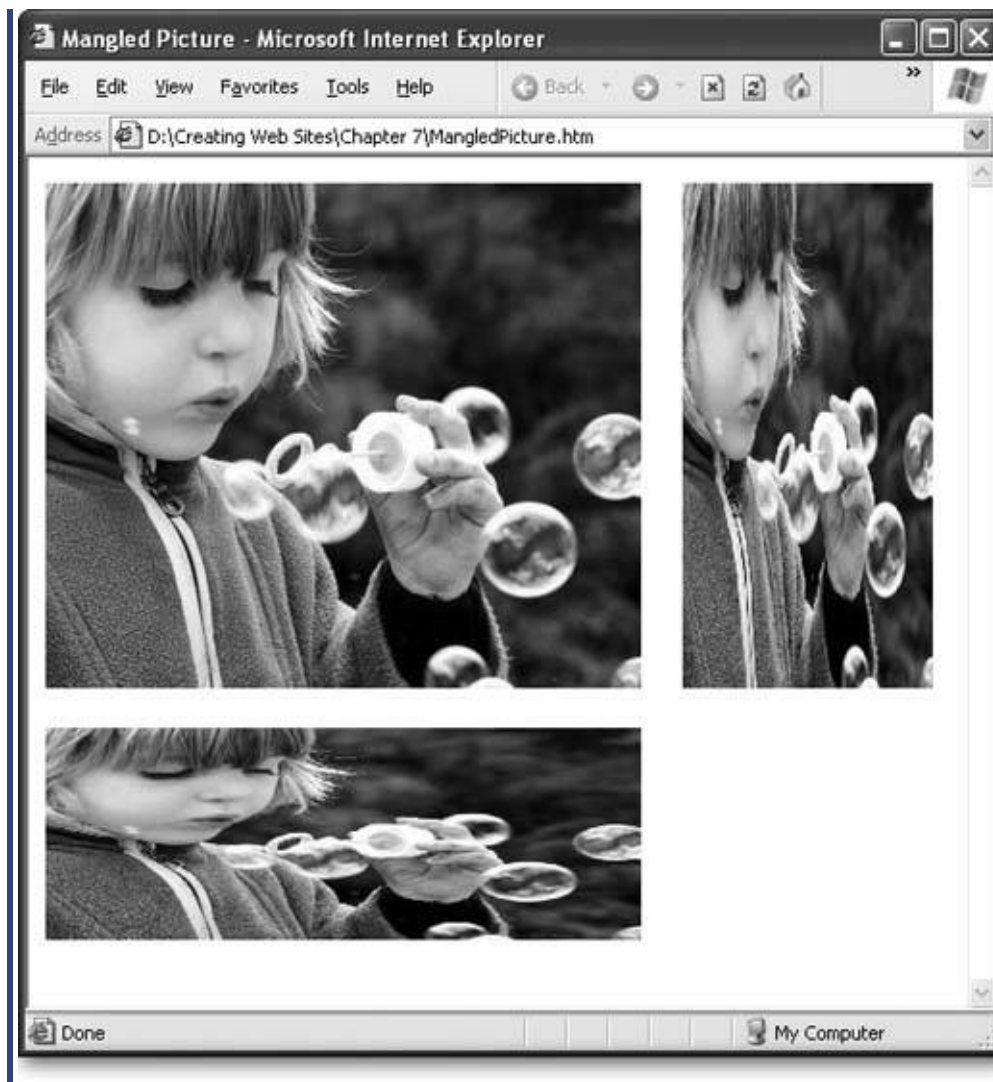 Mangled Picture - Microsoft Internet Explorer
File Edit View Favorites Tools Help Back »
Address D:\Creating Web Sites\Chapter 7\MangledPicture.htm
Done My Computer